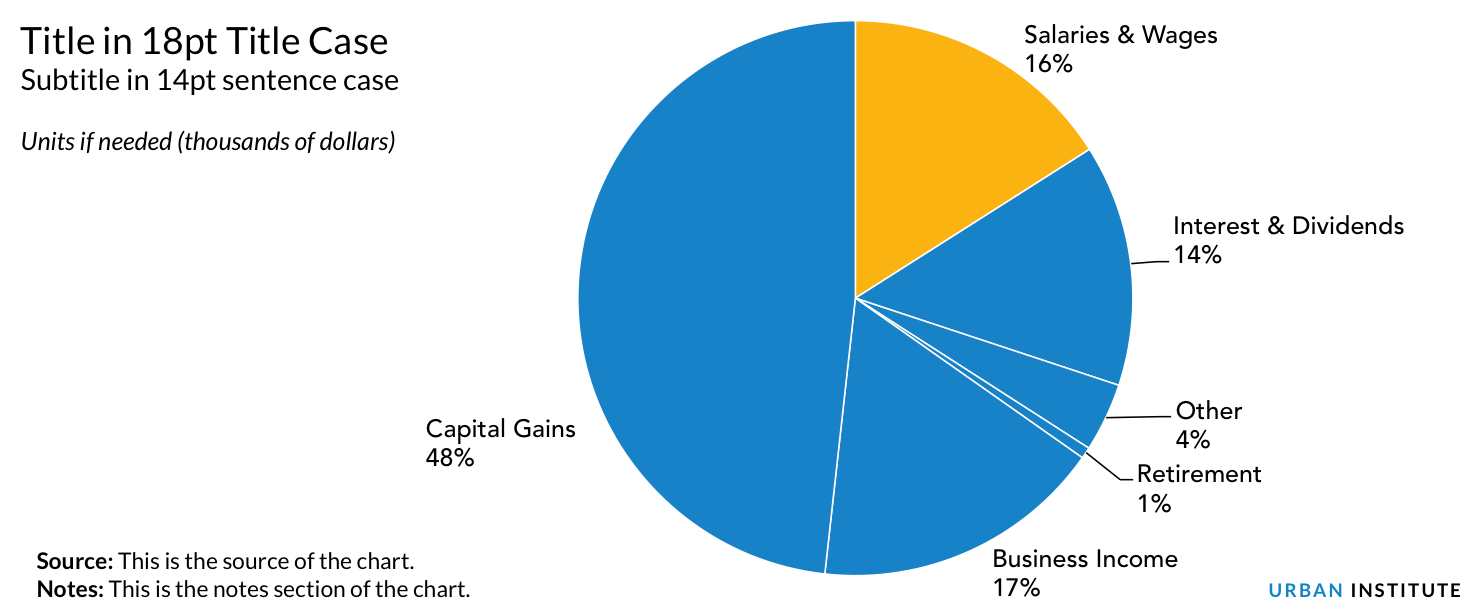 Title in 18pt Title Case
Subtitle in 14pt sentence case
Units if needed (thousands of dollars)
Salaries & Wages
16%
Interest & Dividends
14%
Other
4%
Retirement
1%
Business Income
17%
Capital Gains
48%
Source: This is the source of the chart.
Notes: This is the notes section of the chart.
URBAN INSTITUTE